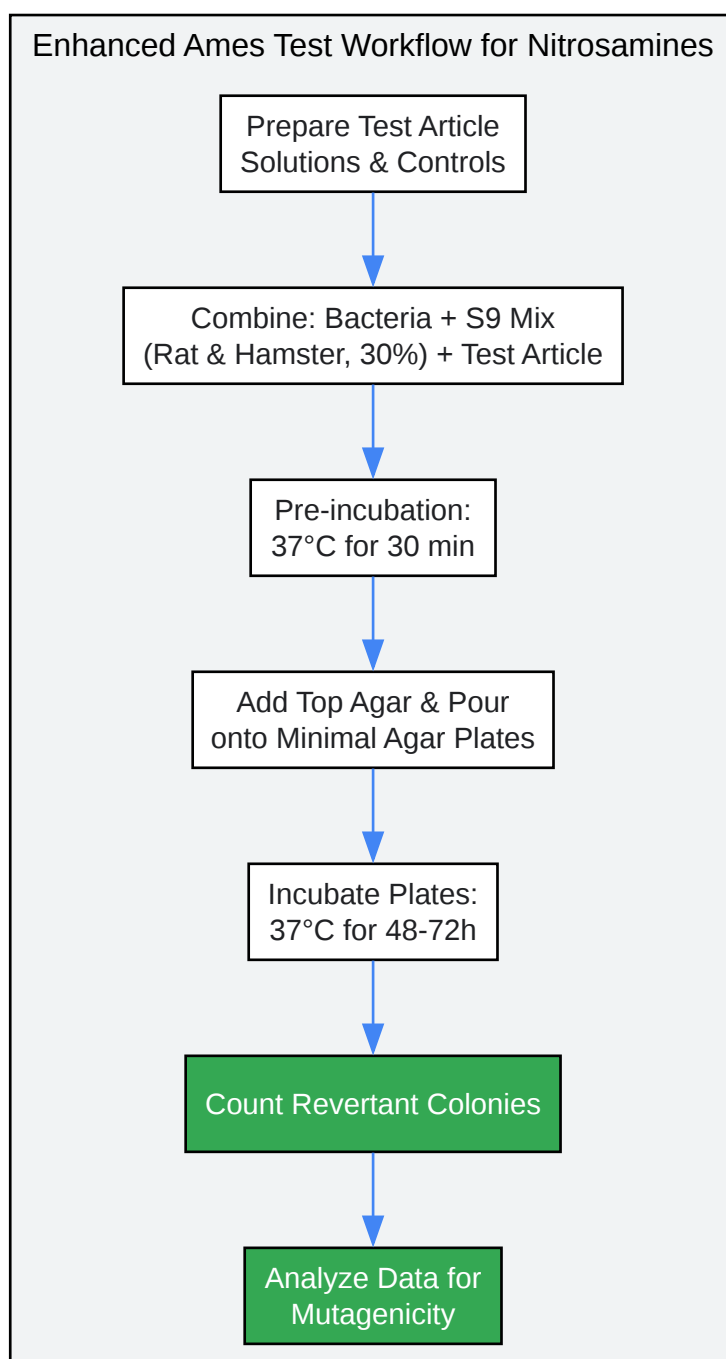 Enhanced Ames Test Workflow for Nitrosamines
Prepare Test Article
Solutions & Controls
Combine: Bacteria + S9 Mix
(Rat & Hamster, 30%) + Test Article
Pre-incubation:
37°C for 30 min
Add Top Agar & Pour
onto Minimal Agar Plates
Incubate Plates:
37°C for 48-72h
Count Revertant Colonies
Analyze Data for
Mutagenicity